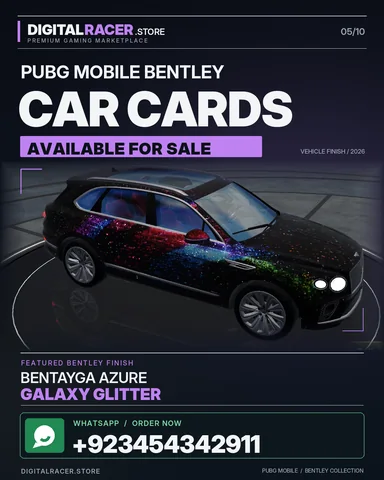 DIGITALRACER.STORE
PREMIUM GAMING MARKETPLACE
05/10
PUBG MOBILE BENTLEY
CAR CARDS
AVAILABLE FOR SALE
VEHICLE FINISH / 2026
FEATURED BENTLEY FINISH
BENTAYGA AZURE
GALAXY GLITTER
WHATSAPP / ORDER NOW
+923454342911
DIGITALRACER.STORE
PUBG MOBILE / BENTLEY COLLECTION